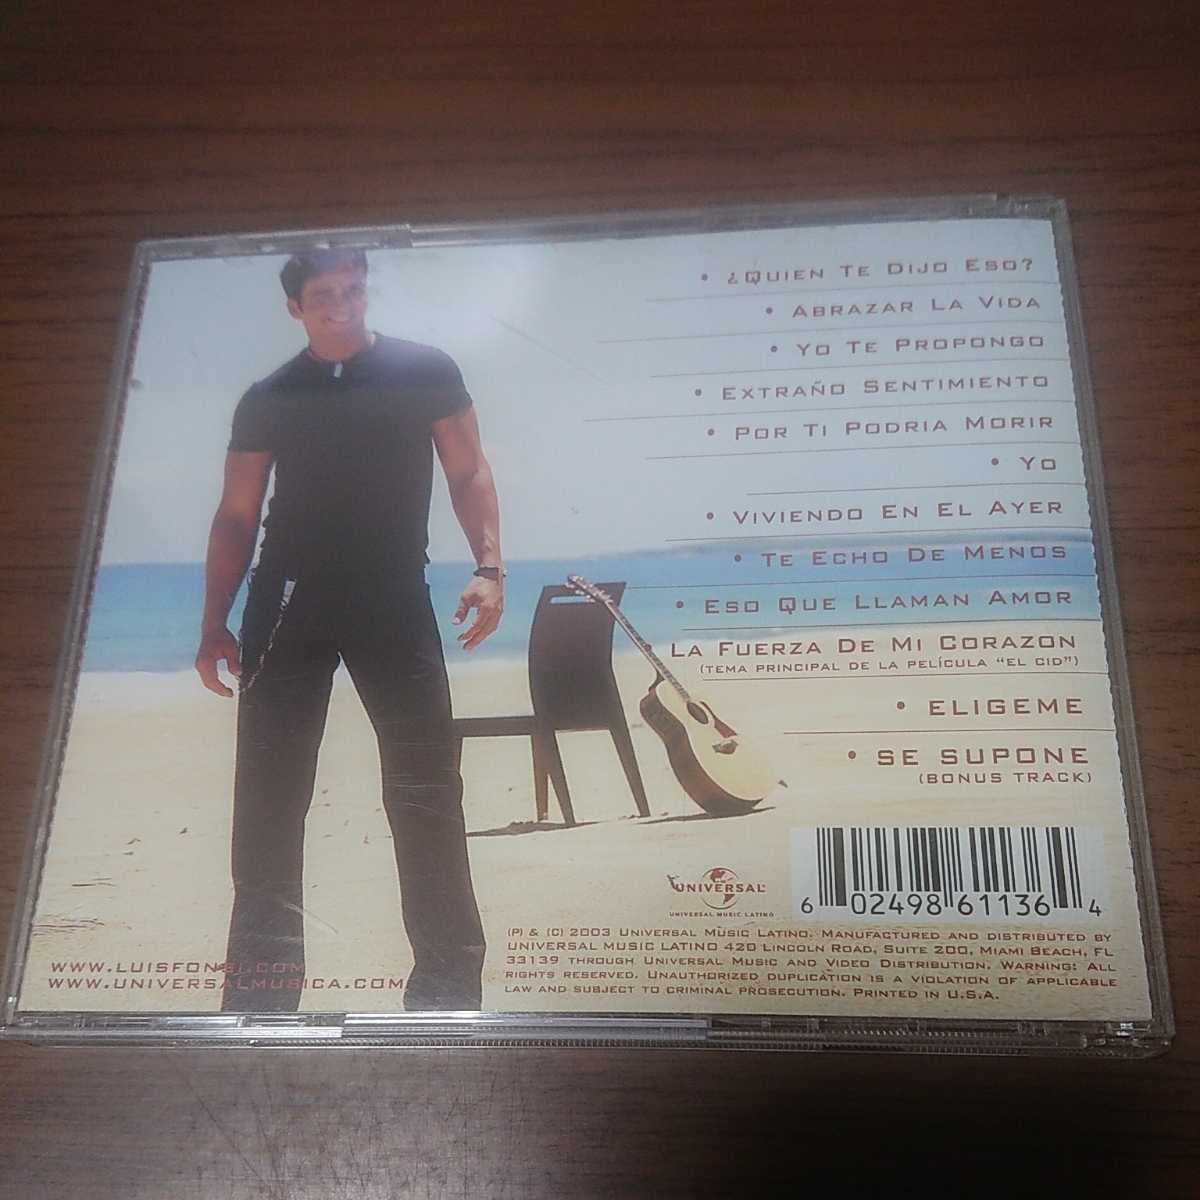 • ¿QUIEN TE DIJO ESO?
• ABRAZAR LA VIDA
• YO TE PROPONGO
• EXTRAÑO SENTIMIENTO
• POR TI PODRIA MORIR
• YO
• VIVIENDO EN EL AYER
• TE ECHO DE MENOS
• ESO QUE LLAMAN AMOR
LA FUERZA DE MI CORAZON
(TEMA PRINCIPAL DE LA PELÍCULA "EL CID")
• ELIGEME
• SE SUPONE
(BONUS TRACK)
UNIVERSAL
UNIVERSAL MUSIC LATINO
6 02498 61136 4
(P) & (C) 2003 UNIVERSAL MUSIC LATINO. MANUFACTURED AND DISTRIBUTED BY
UNIVERSAL MUSIC LATINO 420 LINCOLN ROAD, SUITE 200, MIAMI BEACH, FL
33139 THROUGH UNIVERSAL MUSIC AND VIDEO DISTRIBUTION. WARNING: ALL
RIGHTS RESERVED. UNAUTHORIZED DUPLICATION IS A VIOLATION OF APPLICABLE
LAW AND SUBJECT TO CRIMINAL PROSECUTION. PRINTED IN U.S.A.
WWW.LUISFONSI.COM
WWW.UNIVERSALMUSICA.COM